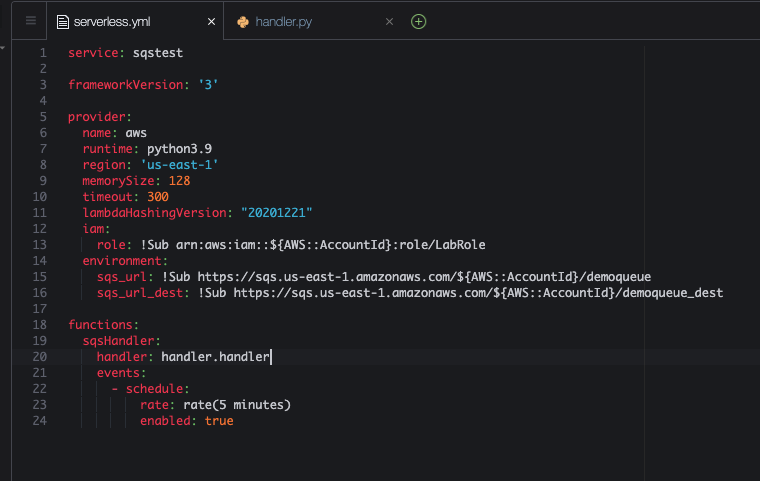 serverless.yml
handler.py
1 service: sqstest
2
3 frameworkVersion: '3'
4
5 provider:
6   name: aws
7   runtime: python3.9
8   region: 'us-east-1'
9   memorySize: 128
10   timeout: 300
11   lambdaHashingVersion: "20201221"
12   iam:
13     role: !Sub arn:aws:iam::${AWS::AccountId}:role/LabRole
14   environment:
15     sqs_url: !Sub https://sqs.us-east-1.amazonaws.com/${AWS::AccountId}/demoqueue
16     sqs_url_dest: !Sub https://sqs.us-east-1.amazonaws.com/${AWS::AccountId}/demoqueue_dest
17
18 functions:
19   sqsHandler:
20     handler: handler.handler
21     events:
22       - schedule:
23           rate: rate(5 minutes)
24           enabled: true